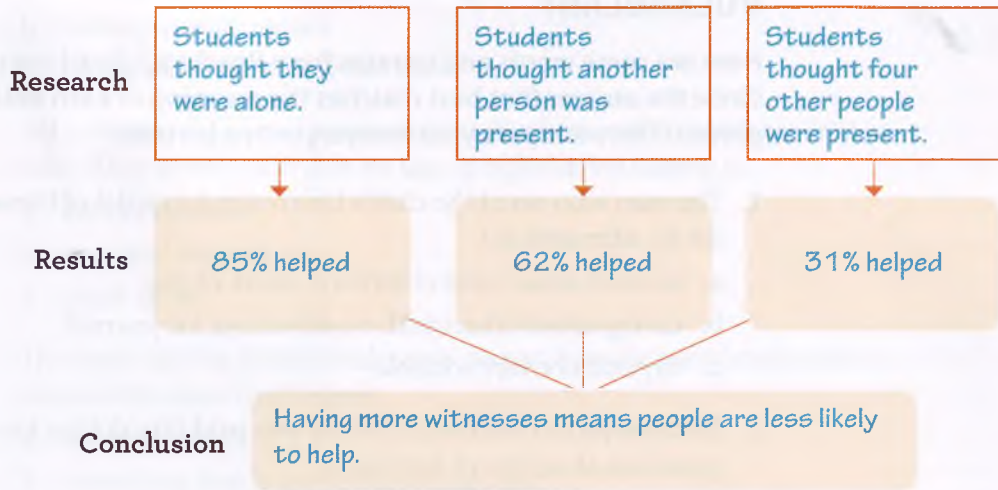 Research
Students
thought they
were alone.
Students
thought another
person was
present.
Students
thought four
other people
were present.
Results
85% helped
62% helped
31% helped
Conclusion
Having more witnesses means people are less likely
to help.